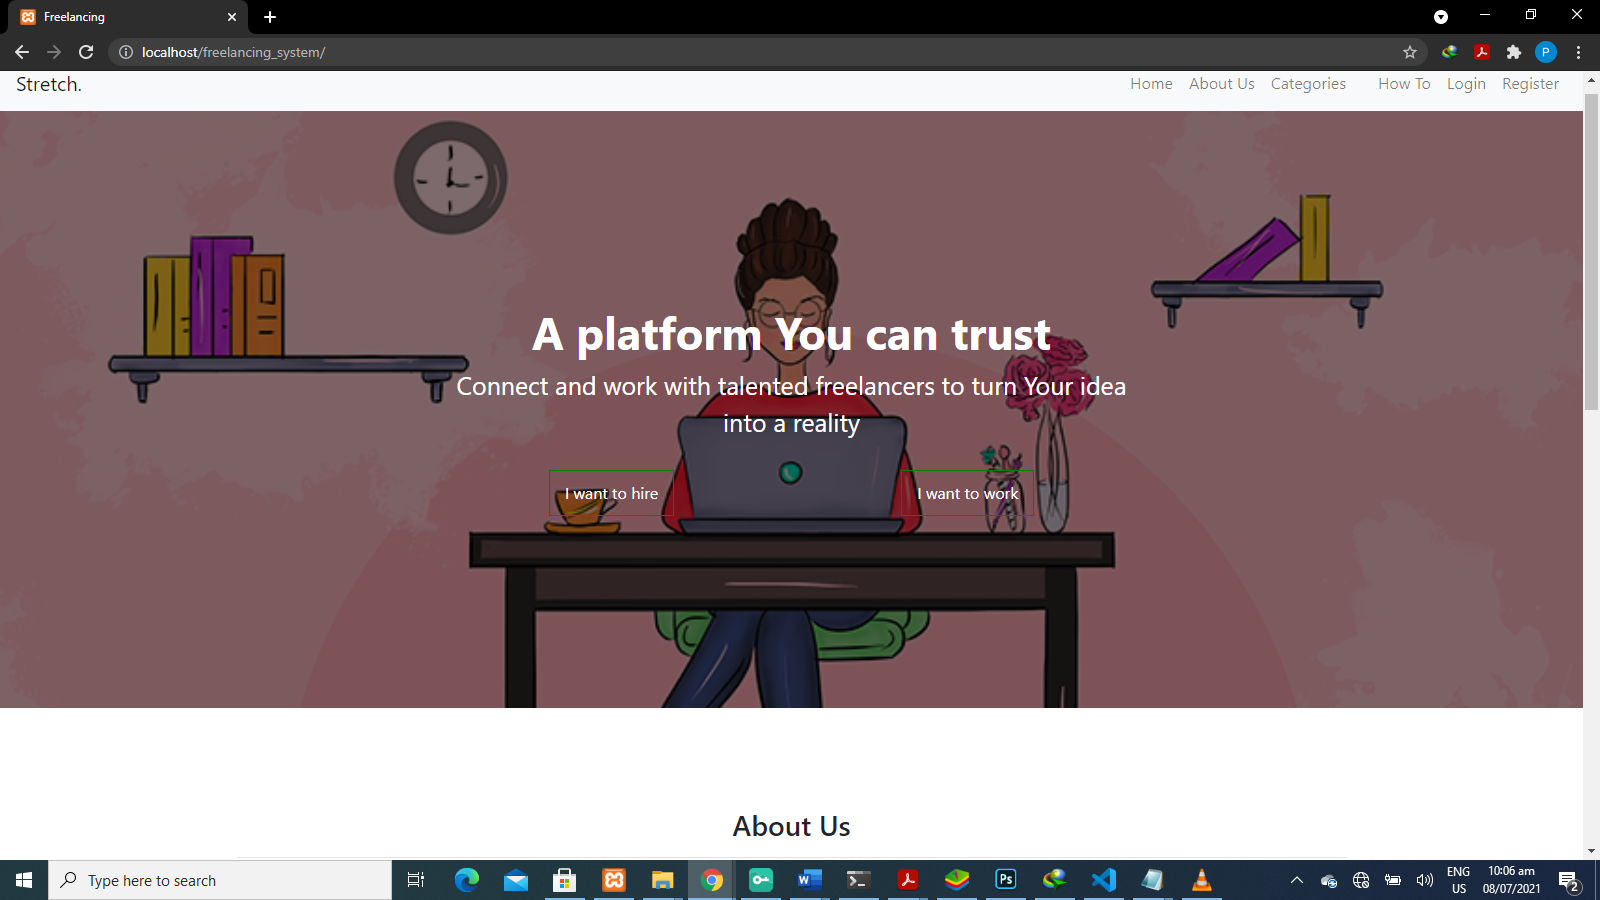 Freelancing
localhost/freelancing_system/
P
Stretch.
Home About Us Categories How To Login Register
A platform You can trust
Connect and work with talented freelancers to turn Your idea
into a reality
I want to hire
I want to work
About Us
Type here to search
W
Ps
ENG
US
10:06 am
08/07/2021
2